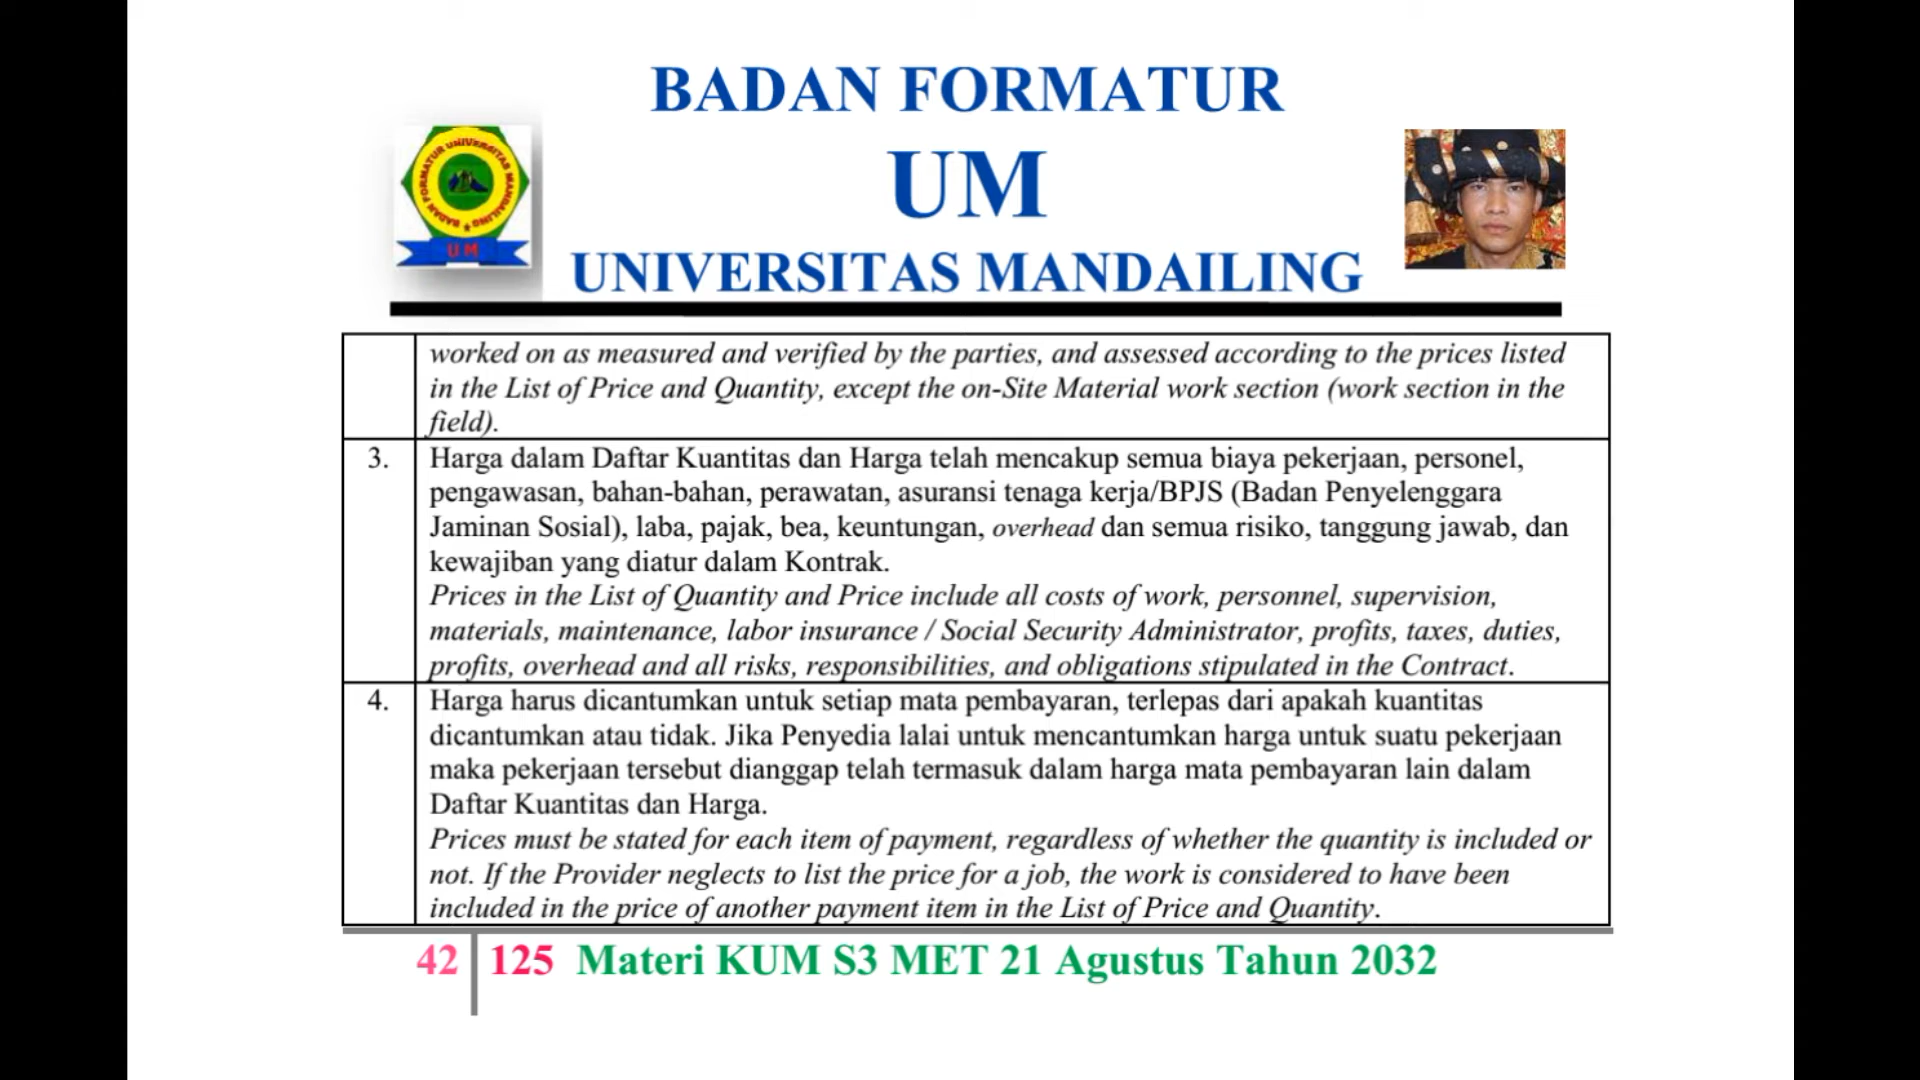 BADAN FORMATUR
UM
UNIVERSITAS MANDAILING
BADAN FORMATUR UNIVERSITAS MANDAILING
UM
worked on as measured and verified by the parties, and assessed according to the prices listed
in the List of Price and Quantity, except the on-Site Material work section (work section in the
field).
3. Harga dalam Daftar Kuantitas dan Harga telah mencakup semua biaya pekerjaan, personel,
pengawasan, bahan-bahan, perawatan, asuransi tenaga kerja/BPJS (Badan Penyelenggara
Jaminan Sosial), laba, pajak, bea, keuntungan, overhead dan semua risiko, tanggung jawab, dan
kewajiban yang diatur dalam Kontrak.
Prices in the List of Quantity and Price include all costs of work, personnel, supervision,
materials, maintenance, labor insurance / Social Security Administrator, profits, taxes, duties,
profits, overhead and all risks, responsibilities, and obligations stipulated in the Contract.
4. Harga harus dicantumkan untuk setiap mata pembayaran, terlepas dari apakah kuantitas
dicantumkan atau tidak. Jika Penyedia lalai untuk mencantumkan harga untuk suatu pekerjaan
maka pekerjaan tersebut dianggap telah termasuk dalam harga mata pembayaran lain dalam
Daftar Kuantitas dan Harga.
Prices must be stated for each item of payment, regardless of whether the quantity is included or
not. If the Provider neglects to list the price for a job, the work is considered to have been
included in the price of another payment item in the List of Price and Quantity.
42 125 Materi KUM S3 MET 21 Agustus Tahun 2032